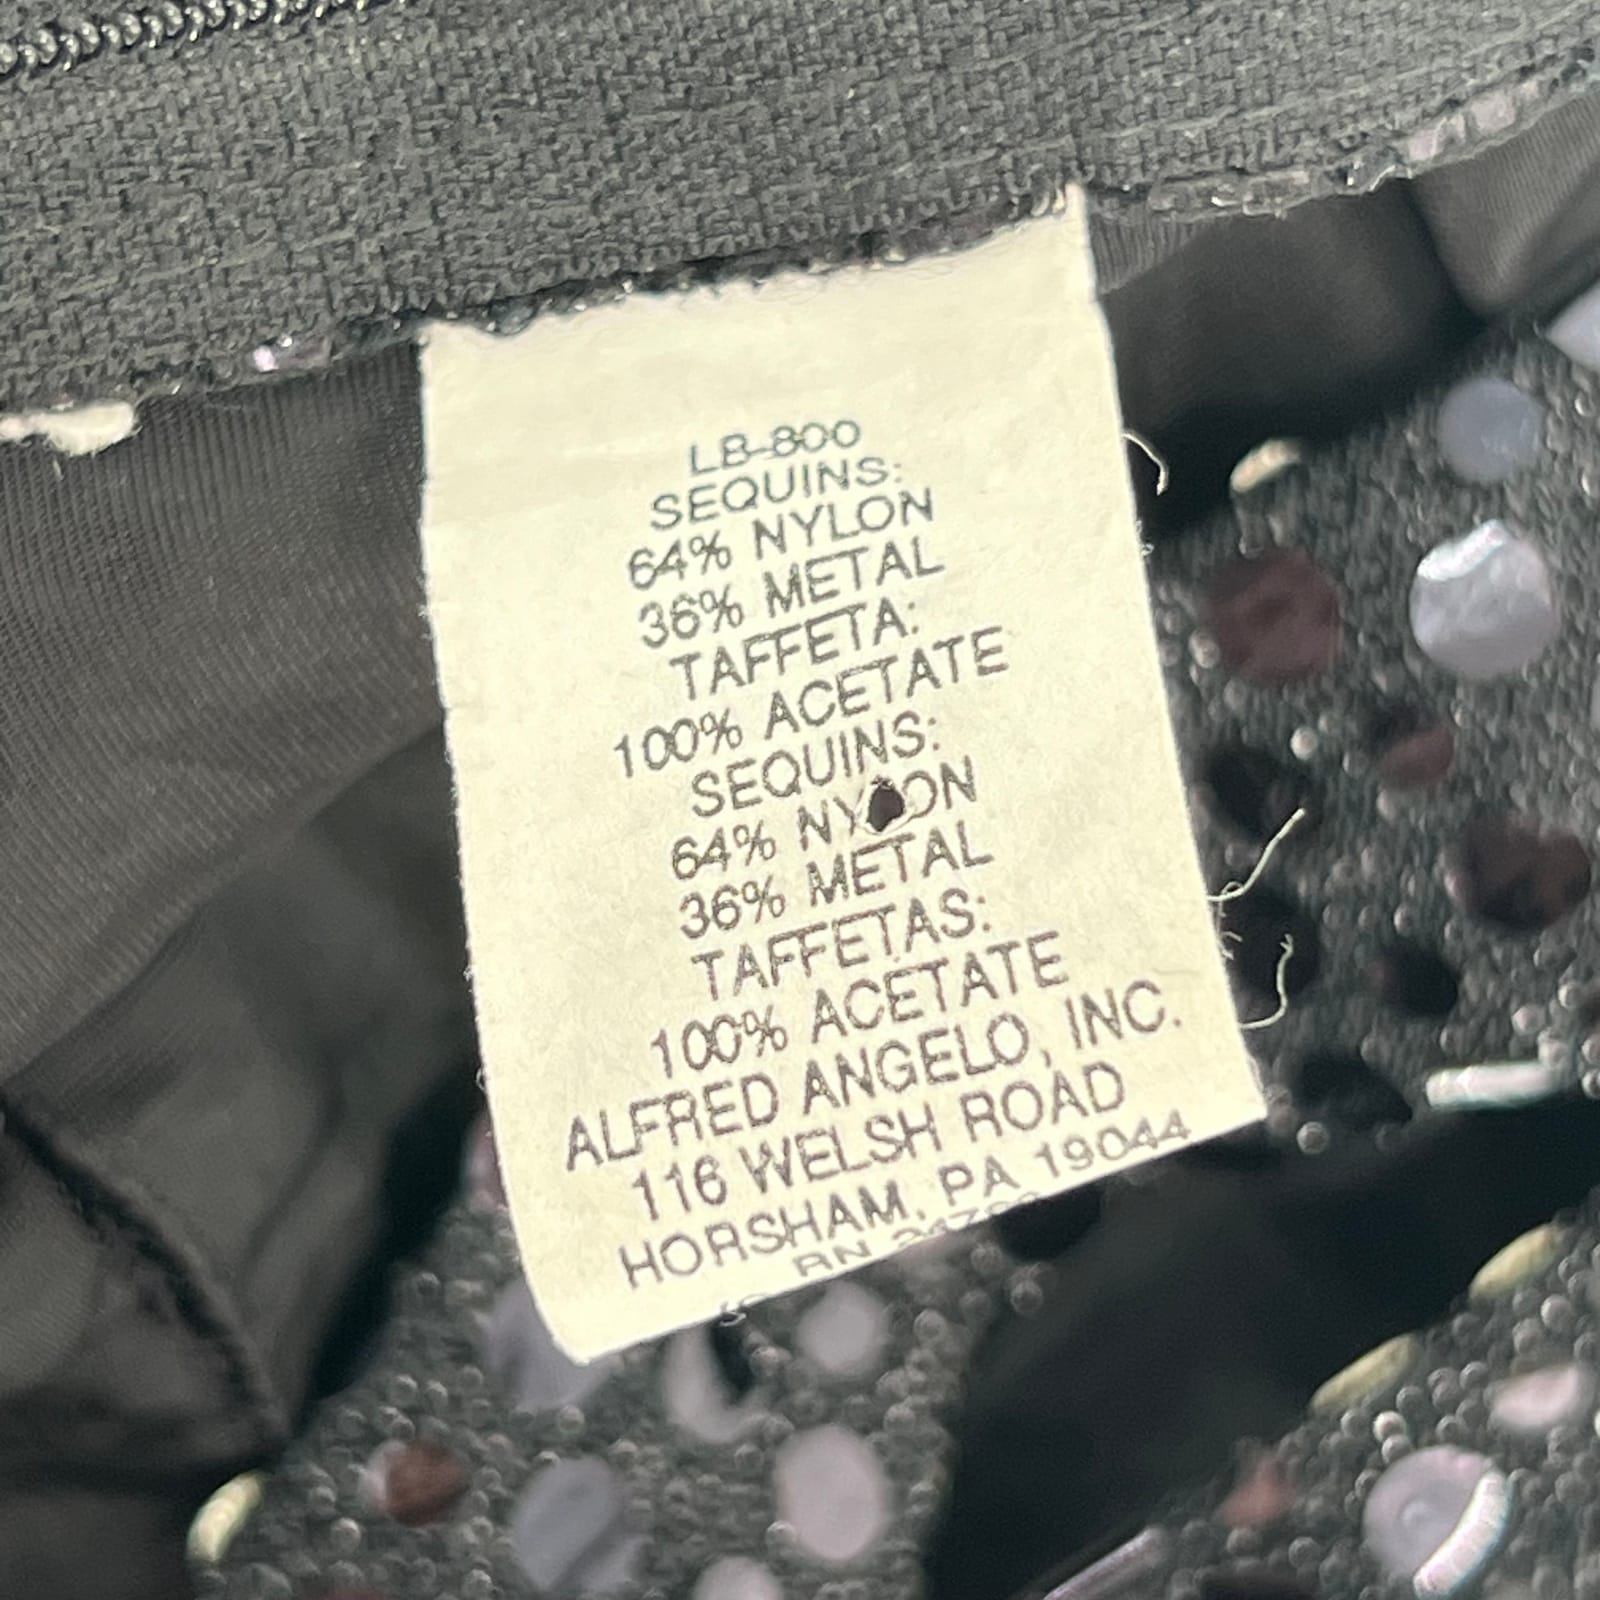 LB-800
SEQUINS:
64% NYLON
36% METAL
TAFFETA:
100% ACETATE
SEQUINS:
64% NYLON
36% METAL
TAFFETAS:
100% ACETATE
ALFRED ANGELO, INC.
116 WELSH ROAD
HORSHAM, PA 19044
RN